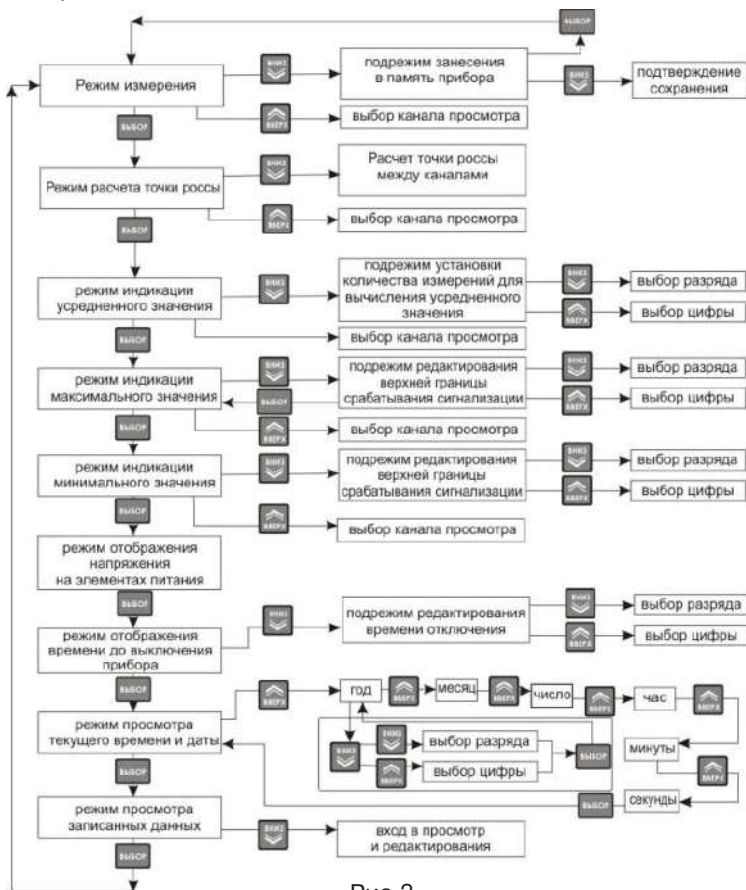 ВЫБОР
Режим измерения
ВНИЗ
подрежим занесения
в память прибора
ВНИЗ
подтверждение
сохранения
ВВЕРХ
выбор канала просмотра
ВЫБОР
Режим расчета точки россы
ВНИЗ
Расчет точки россы
между каналами
ВВЕРХ
выбор канала просмотра
ВЫБОР
режим индикации
усредненного значения
ВНИЗ
подрежим установки
количества измерений для
вычисления усредненного
значения
ВНИЗ
выбор разряда
ВВЕРХ
выбор цифры
выбор канала просмотра
ВЫБОР
режим индикации
максимального значения
ВНИЗ
ВЫБОР
подрежим редактирования
верхней границы
срабатывания сигнализации
ВНИЗ
выбор разряда
ВВЕРХ
выбор цифры
ВВЕРХ
выбор канала просмотра
ВЫБОР
режим индикации
минимального значения
ВНИЗ
подрежим редактирования
верхней границы
срабатывания сигнализации
ВНИЗ
выбор разряда
ВВЕРХ
выбор цифры
ВВЕРХ
выбор канала просмотра
ВЫБОР
режим отображения
напряжения
на элементах питания
ВЫБОР
режим отображения
времени до выключения
прибора
ВНИЗ
подрежим редактирования
времени отключения
ВНИЗ
выбор разряда
ВВЕРХ
выбор цифры
ВЫБОР
режим просмотра
текущего времени и даты
ВВЕРХ
год
ВВЕРХ
месяц
ВВЕРХ
число
ВВЕРХ
час
ВВЕРХ
ВНИЗ
ВНИЗ
выбор разряда
ВВЕРХ
выбор цифры
ВЫБОР
минуты
ВВЕРХ
секунды
ВЫБОР
ВЫБОР
режим просмотра
записанных данных
ВНИЗ
вход в просмотр
и редактирования
ВЫБОР